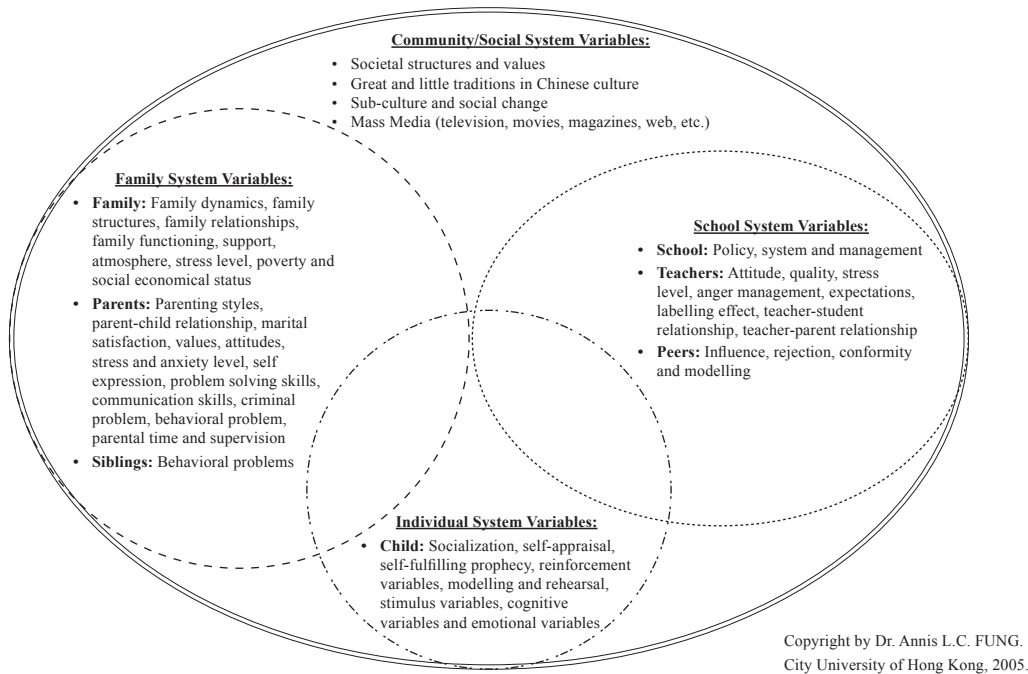 Community/Social System Variables:
• Societal structures and values
• Great and little traditions in Chinese culture
• Sub-culture and social change
• Mass Media (television, movies, magazines, web, etc.)
Family System Variables:
• Family: Family dynamics, family
structures, family relationships,
family functioning, support,
atmosphere, stress level, poverty and
social economical status
• Parents: Parenting styles,
parent-child relationship, marital
satisfaction, values, attitudes,
stress and anxiety level, self
expression, problem solving skills,
communication skills, criminal
problem, behavioral problem,
parental time and supervision
• Siblings: Behavioral problems
School System Variables:
• School: Policy, system and management
• Teachers: Attitude, quality, stress
level, anger management, expectations,
labelling effect, teacher-student
relationship, teacher-parent relationship
• Peers: Influence, rejection, conformity
and modelling
Individual System Variables:
• Child: Socialization, self-appraisal,
self-fulfilling prophecy, reinforcement
variables, modelling and rehearsal,
stimulus variables, cognitive
variables and emotional variables
Copyright by Dr. Annis L.C. FUNG.
City University of Hong Kong, 2005.